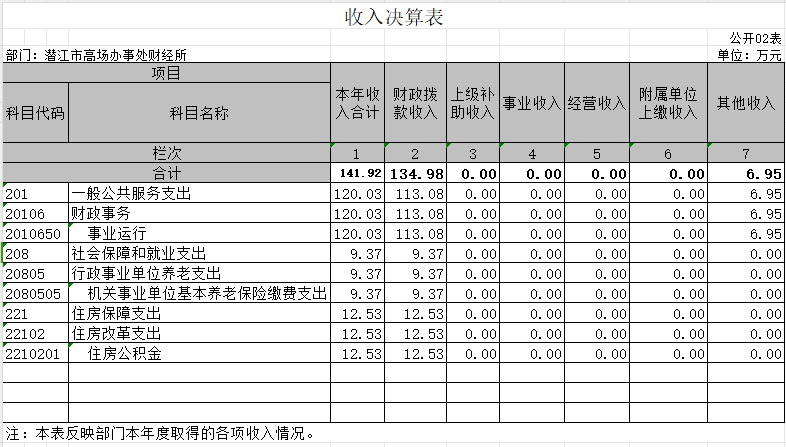 收入决算表
公开02表
部门：潜江市高场办事处财经所 单位：万元
项目 本年收入合计 财政拨款收入 上级补助收入 事业收入 经营收入 附属单位上缴收入 其他收入
科目代码 科目名称
栏次 1 2 3 4 5 6 7
合计 141.92 134.98 0.00 0.00 0.00 0.00 6.95
201 一般公共服务支出 120.03 113.08 0.00 0.00 0.00 0.00 6.95
20106 财政事务 120.03 113.08 0.00 0.00 0.00 0.00 6.95
2010650 事业运行 120.03 113.08 0.00 0.00 0.00 0.00 6.95
208 社会保障和就业支出 9.37 9.37 0.00 0.00 0.00 0.00 0.00
20805 行政事业单位养老支出 9.37 9.37 0.00 0.00 0.00 0.00 0.00
2080505 机关事业单位基本养老保险缴费支出 9.37 9.37 0.00 0.00 0.00 0.00 0.00
221 住房保障支出 12.53 12.53 0.00 0.00 0.00 0.00 0.00
22102 住房改革支出 12.53 12.53 0.00 0.00 0.00 0.00 0.00
2210201 住房公积金 12.53 12.53 0.00 0.00 0.00 0.00 0.00
注：本表反映部门本年度取得的各项收入情况。